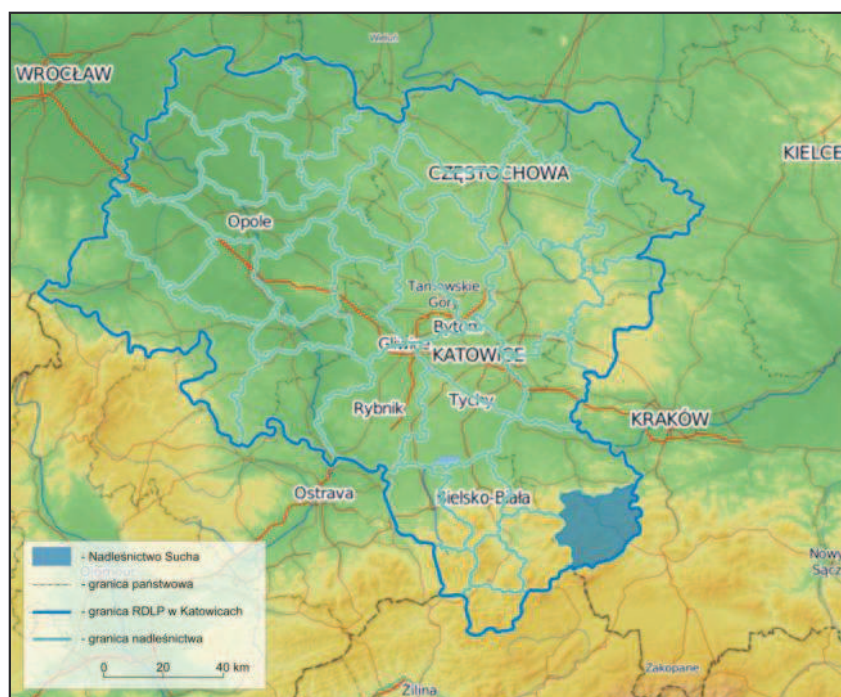 Wieluń
WROCŁAW
KIELCE
CZĘSTOCHOWA
Opole
Tarnowskie
Góry
Bytom
Gliwice
KATOWICE
Rybnik
Tychy
KRAKÓW
Ostrava
Bielsko-Biała
Nowy
Sącz
- Nadleśnictwo Sucha
- granica państwowa
- granica RDLP w Katowicach
- granica nadleśnictwa
0 20 40 km
Zakopane
Žilina